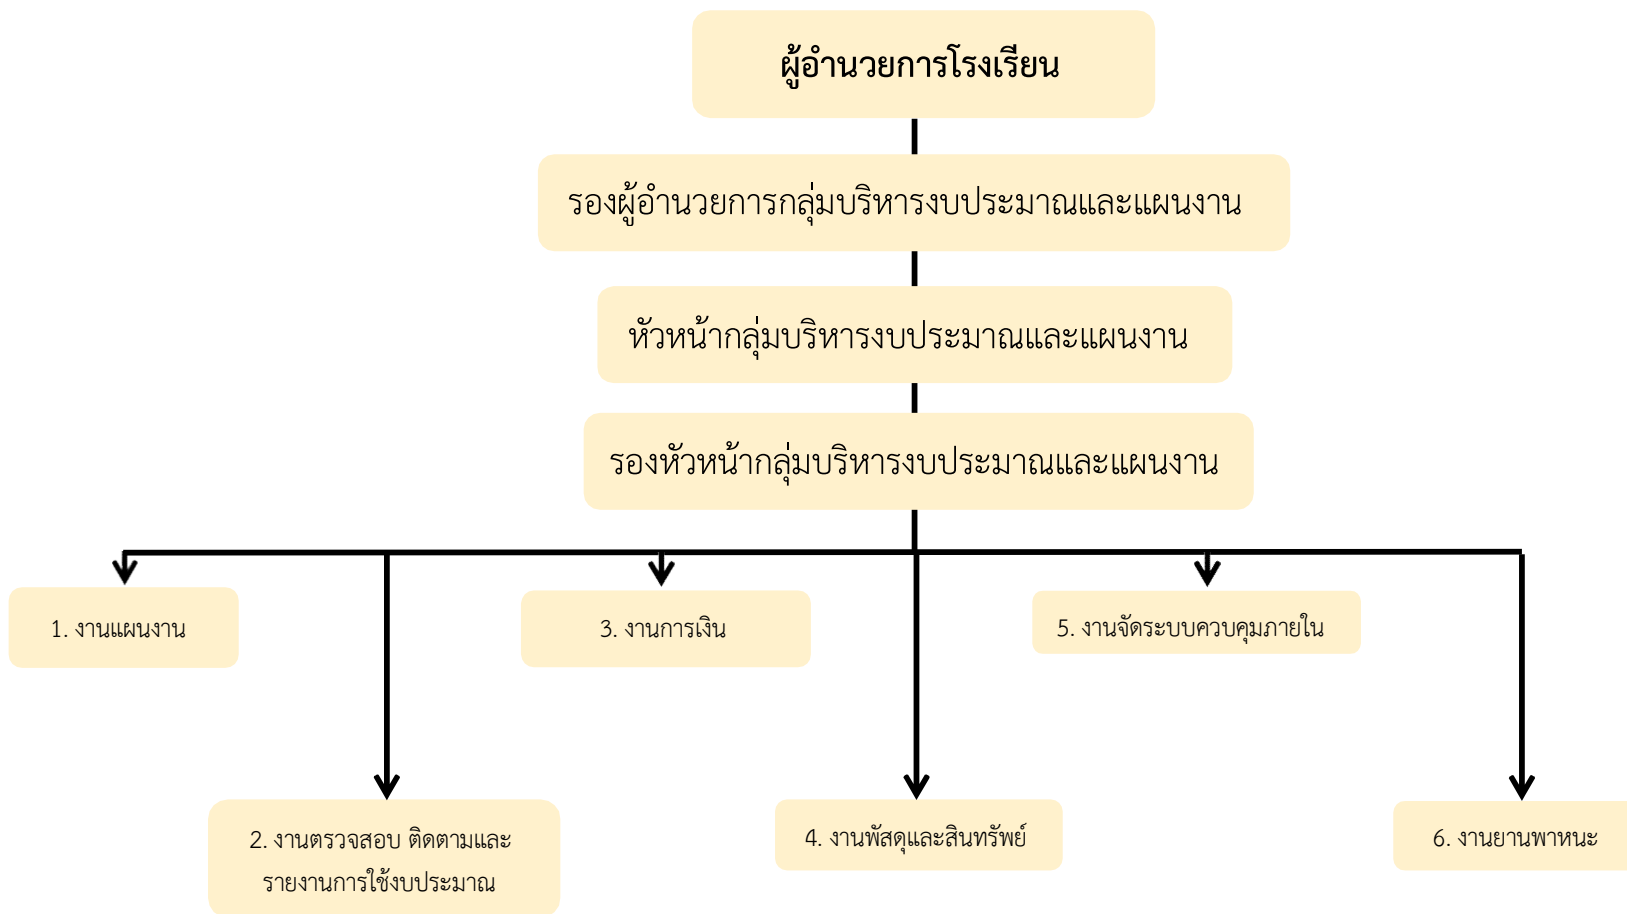 ผู้อำนวยการโรงเรียน
รองผู้อำนวยการกลุ่มบริหารงบประมาณและแผนงาน
หัวหน้ากลุ่มบริหารงบประมาณและแผนงาน
รองหัวหน้ากลุ่มบริหารงบประมาณและแผนงาน
1. งานแผนงาน
2. งานตรวจสอบ ติดตามและ
รายงานการใช้งบประมาณ
3. งานการเงิน
4. งานพัสดุและสินทรัพย์
5. งานจัดระบบควบคุมภายใน
6. งานยานพาหนะ